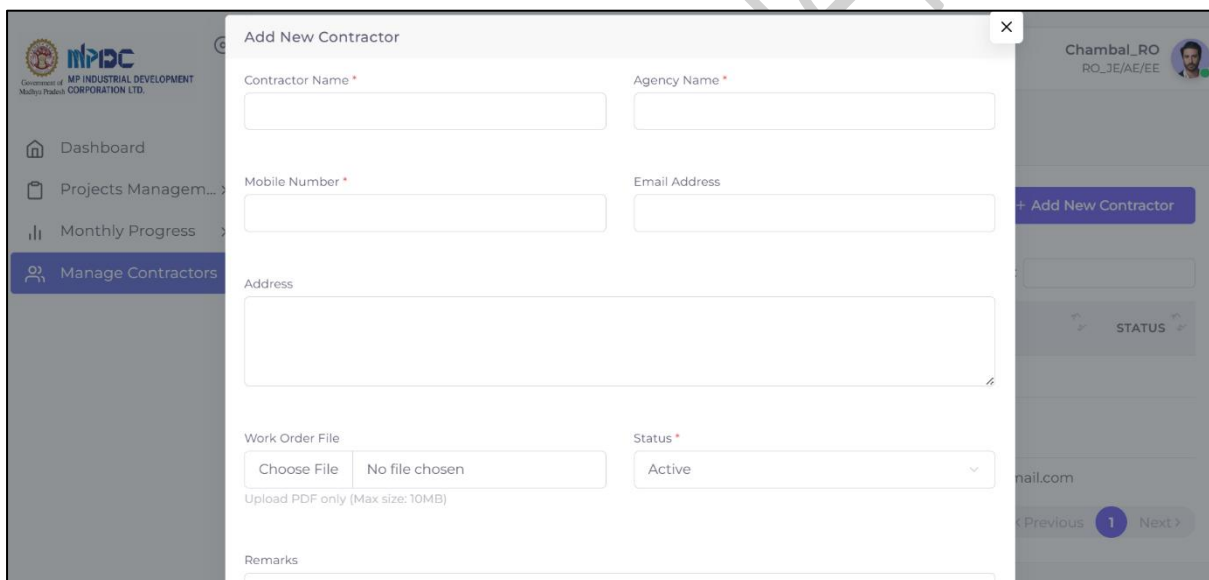 Add New Contractor
×
Contractor Name *
Agency Name *
Mobile Number *
Email Address
Address
Work Order File
Status *
Choose File
No file chosen
Active
Upload PDF only (Max size: 10MB)
Remarks
MPIDC
Government of
Madhya Pradesh
MP INDUSTRIAL DEVELOPMENT
CORPORATION LTD.
Dashboard
Projects Managem...
Monthly Progress
Manage Contractors
Chambal_RO
RO_JE/AE/EE
+ Add New Contractor
STATUS
mail.com
Previous
1
Next